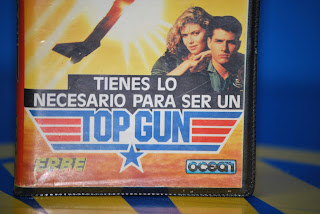 TIENES LO
NECESARIO PARA SER UN
TOP GUN
ERBE
ocean